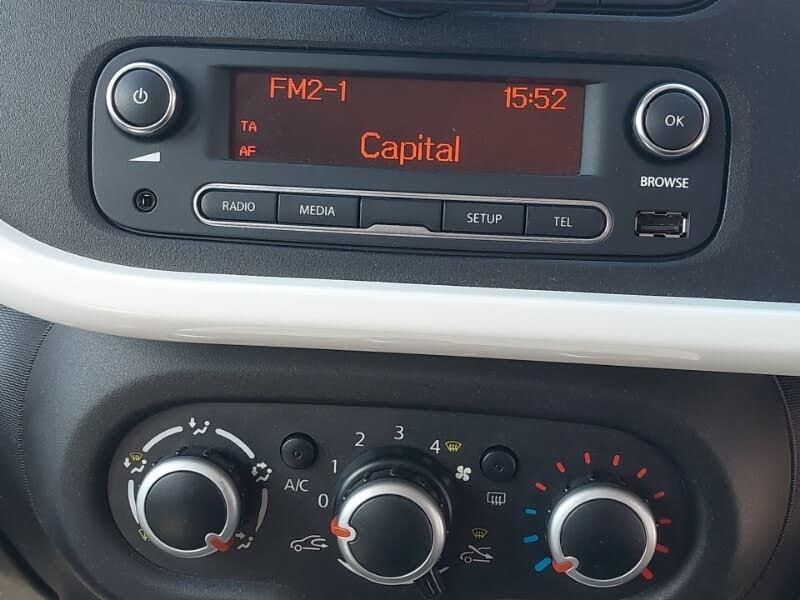 FM2-1 15:52
TA
AF Capital
OK
BROWSE
RADIO MEDIA SETUP TEL
A/C
0 1 2 3 4